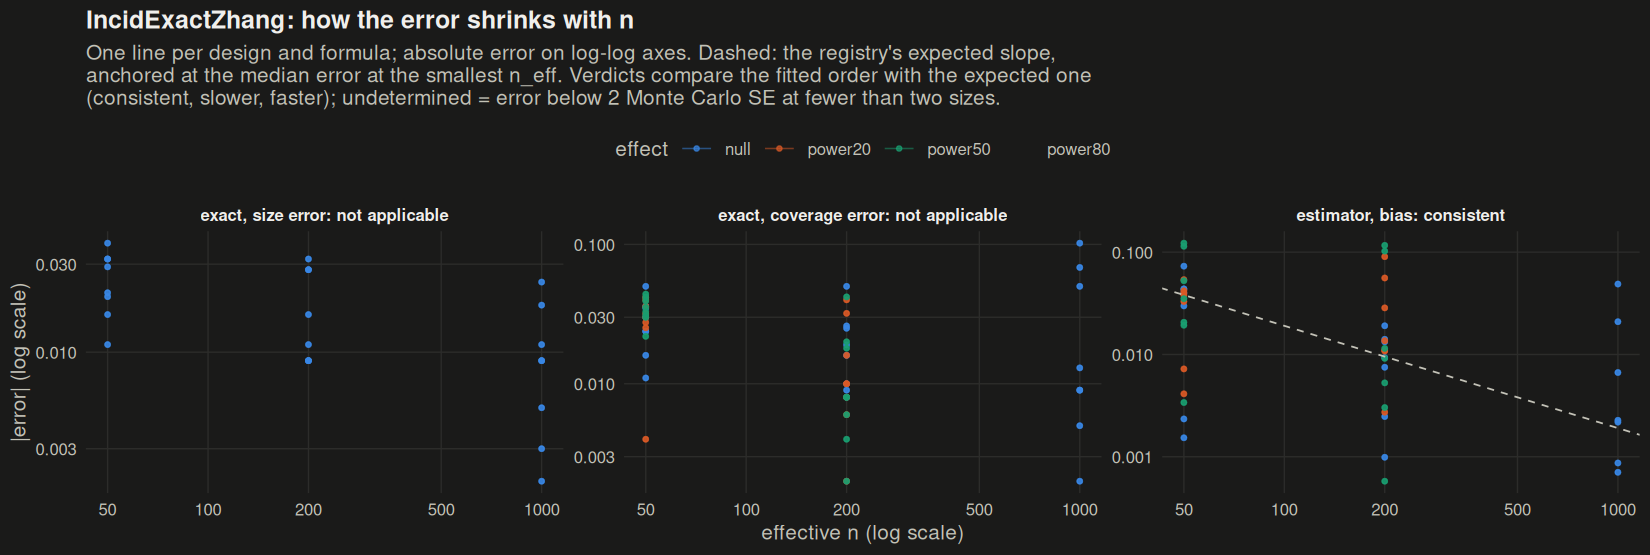 IncidExactZhang: how the error shrinks with n
One line per design and formula; absolute error on log-log axes. Dashed: the registry's expected slope,
anchored at the median error at the smallest n_eff. Verdicts compare the fitted order with the expected one
(consistent, slower, faster); undetermined = error below 2 Monte Carlo SE at fewer than two sizes.
effect null power20 power50 power80
exact, size error: not applicable
exact, coverage error: not applicable
estimator, bias: consistent
|error| (log scale)
0.030
0.010
0.003
50 100 200 500 1000
0.100
0.030
0.010
0.003
50 100 200 500 1000
0.100
0.010
0.001
50 100 200 500 1000
effective n (log scale)